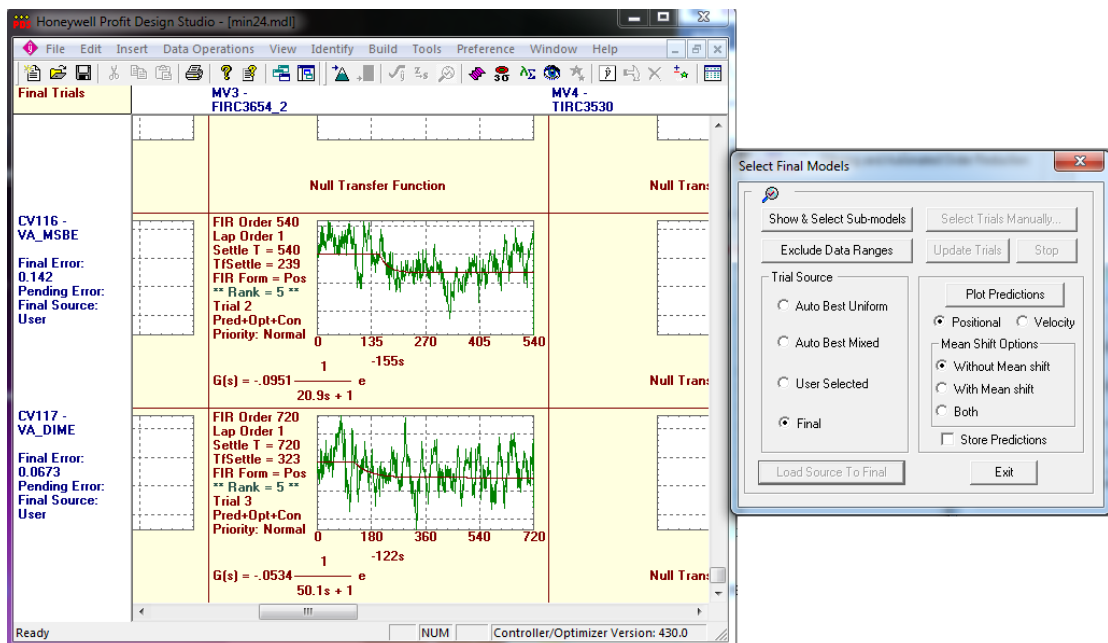 Honeywell Profit Design Studio - [min24.mdl]
File Edit Insert Data Operations View Identify Build Tools Preference Window Help
Final Trials
MV3 -
FIRC3654_2
MV4 -
TIRC3530
Null Transfer Function
Null Trans
CV116 -
VA_MSBE
Final Error:
0.142
Pending Error:
Final Source:
User
FIR Order 540
Lap Order 1
Settle T = 540
TfSettle = 239
FIR Form = Pos
** Rank = 5 **
Trial 2
Pred+Opt+Con
Priority: Normal
0 135 270 405 540
1 -155s
G(s) = -.0951 e
20.9s + 1
Null Trans
CV117 -
VA_DIME
Final Error:
0.0673
Pending Error:
Final Source:
User
FIR Order 720
Lap Order 1
Settle T = 720
TfSettle = 323
FIR Form = Pos
** Rank = 5 **
Trial 3
Pred+Opt+Con
Priority: Normal
0 180 360 540 720
1 -122s
G(s) = -.0534 e
50.1s + 1
Null Trans
Ready
NUM
Controller/Optimizer Version: 430.0
Select Final Models
Show & Select Sub-models
Select Trials Manually...
Exclude Data Ranges
Update Trials
Stop
Trial Source
Auto Best Uniform
Auto Best Mixed
User Selected
Final
Plot Predictions
Positional
Velocity
Mean Shift Options
Without Mean shift
With Mean shift
Both
Store Predictions
Load Source To Final
Exit